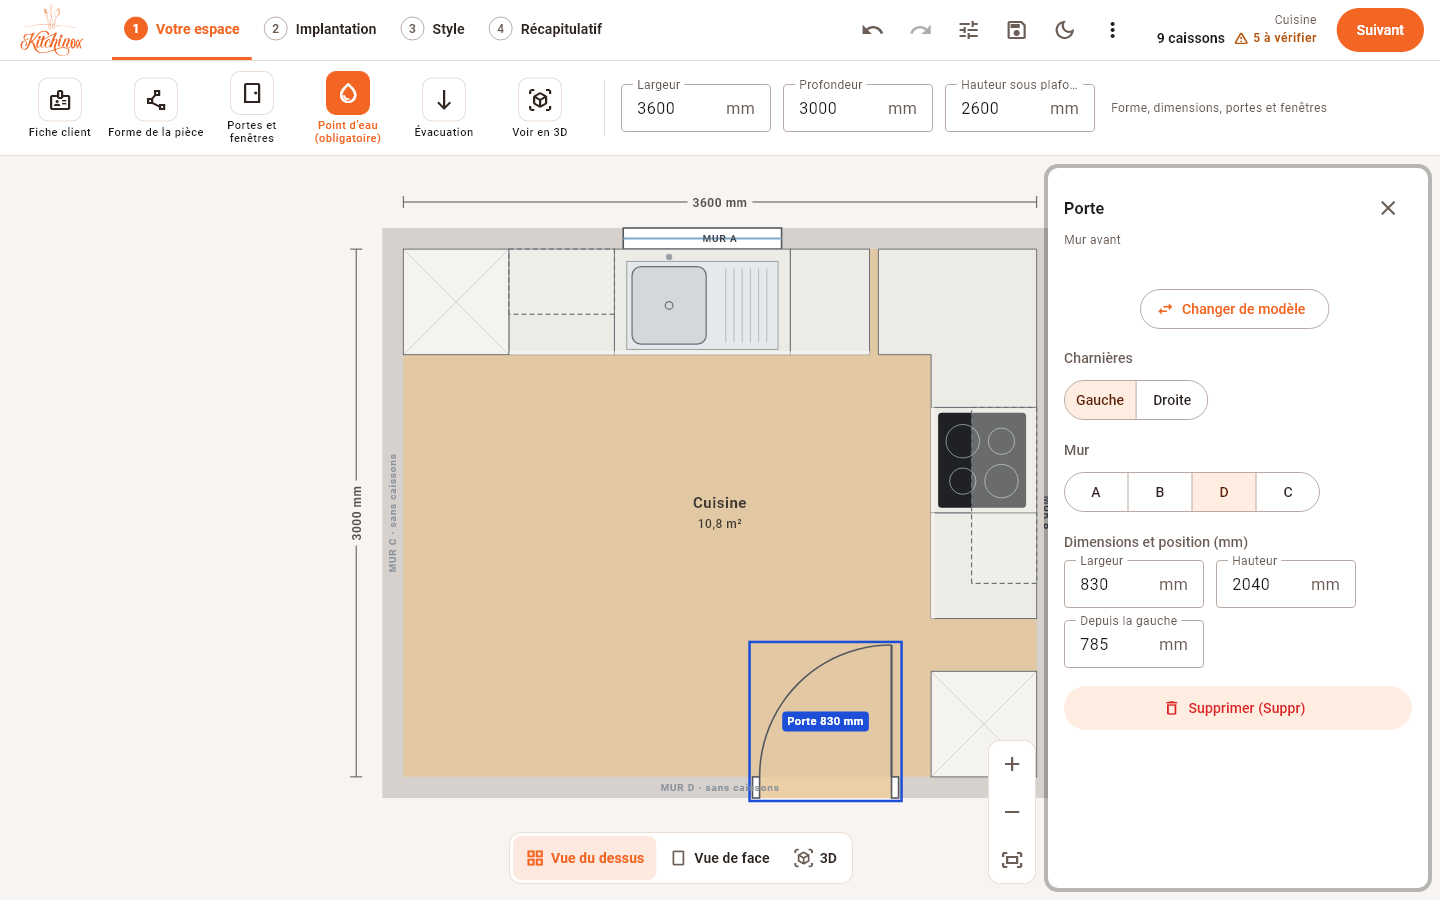 Kitchinox
1 Votre espace
2 Implantation
3 Style
4 Récapitulatif
Cuisine
9 caissons
5 à vérifier
Suivant
Fiche client
Forme de la pièce
Portes et
fenêtres
Point d'eau
(obligatoire)
Évacuation
Voir en 3D
Largeur
3600 mm
Profondeur
3000 mm
Hauteur sous plafo...
2600 mm
Forme, dimensions, portes et fenêtres
3600 mm
MUR A
3000 mm
MUR C · sans caissons
Cuisine
10,8 m²
MUR B
Porte 830 mm
MUR D · sans caissons
Vue du dessus
Vue de face
3D
Porte
Mur avant
Changer de modèle
Charnières
Gauche
Droite
Mur
A
B
D
C
Dimensions et position (mm)
Largeur
830 mm
Hauteur
2040 mm
Depuis la gauche
785 mm
Supprimer (Suppr)